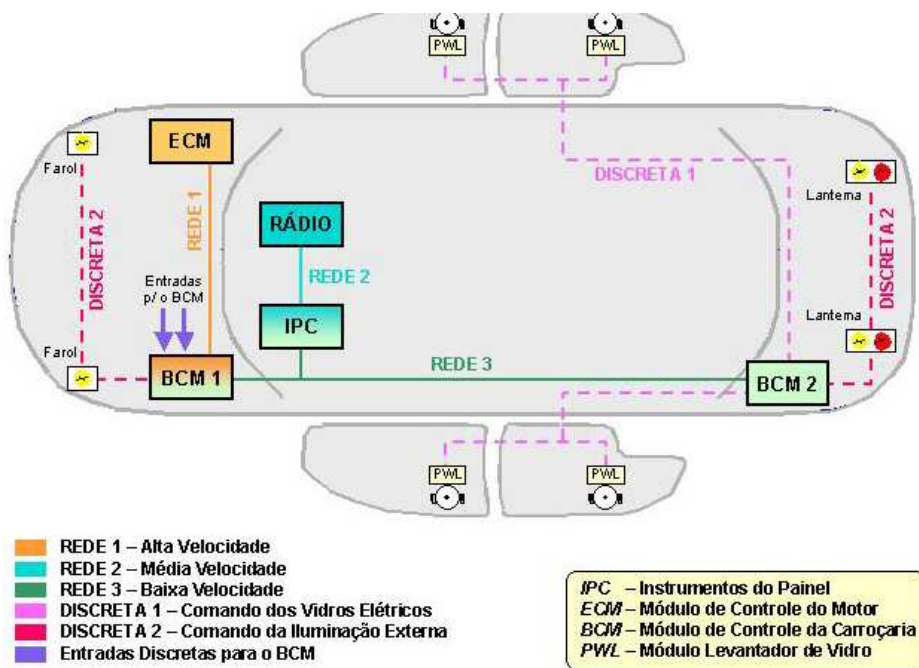 PWL
PWL
ECM
Farol
DISCRETA 2
REDE 1
RÁDIO
DISCRETA 1
Lanterna
DISCRETA 2
Entradas
p/ o BCM
REDE 2
IPC
Lanterna
Farol
BCM 1
REDE 3
BCM 2
PWL
PWL
REDE 1 – Alta Velocidade
REDE 2 – Média Velocidade
REDE 3 – Baixa Velocidade
DISCRETA 1 – Comando dos Vidros Elétricos
DISCRETA 2 – Comando da Iluminação Externa
Entradas Discretas para o BCM
IPC – Instrumentos do Painel
ECM – Módulo de Controle do Motor
BCM – Módulo de Controle da Carroçaria
PWL – Módulo Levantador de Vidro